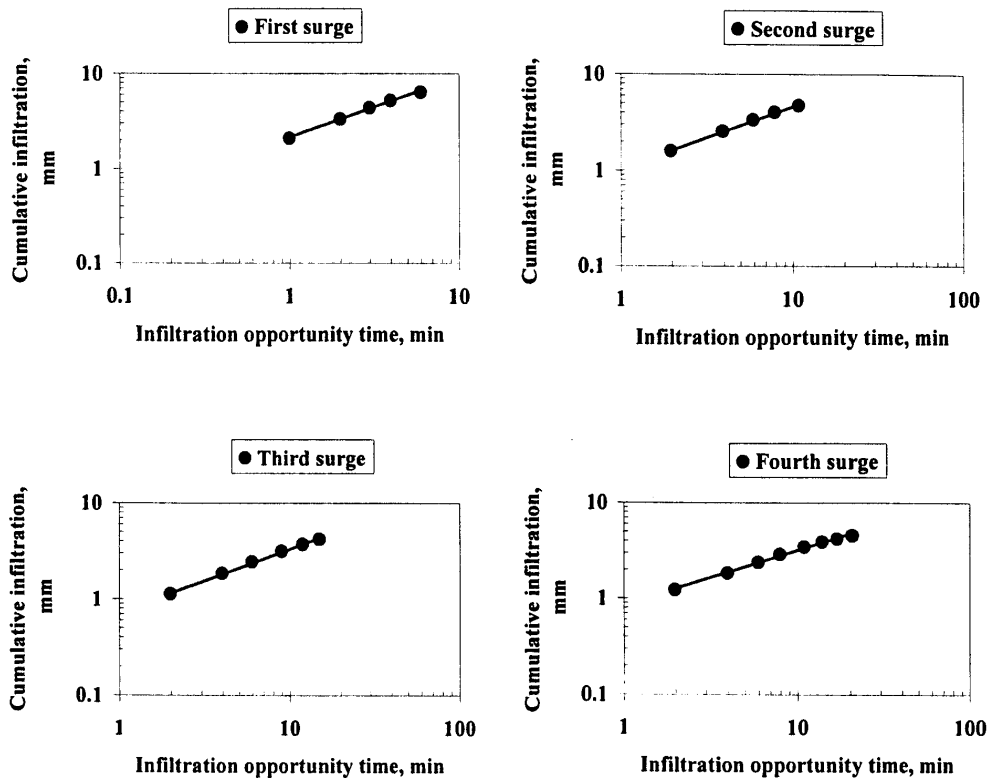 First surge
Cumulative infiltration,
mm
10
1
0.1
0.1
1
10
Infiltration opportunity time, min
Second surge
Cumulative infiltration,
mm
10
1
0.1
1
10
100
Infiltration opportunity time, min
Third surge
Cumulative infiltration,
mm
10
1
0.1
1
10
100
Infiltration opportunity time, min
Fourth surge
Cumulative infiltration,
mm
10
1
0.1
1
10
100
Infiltration opportunity time, min